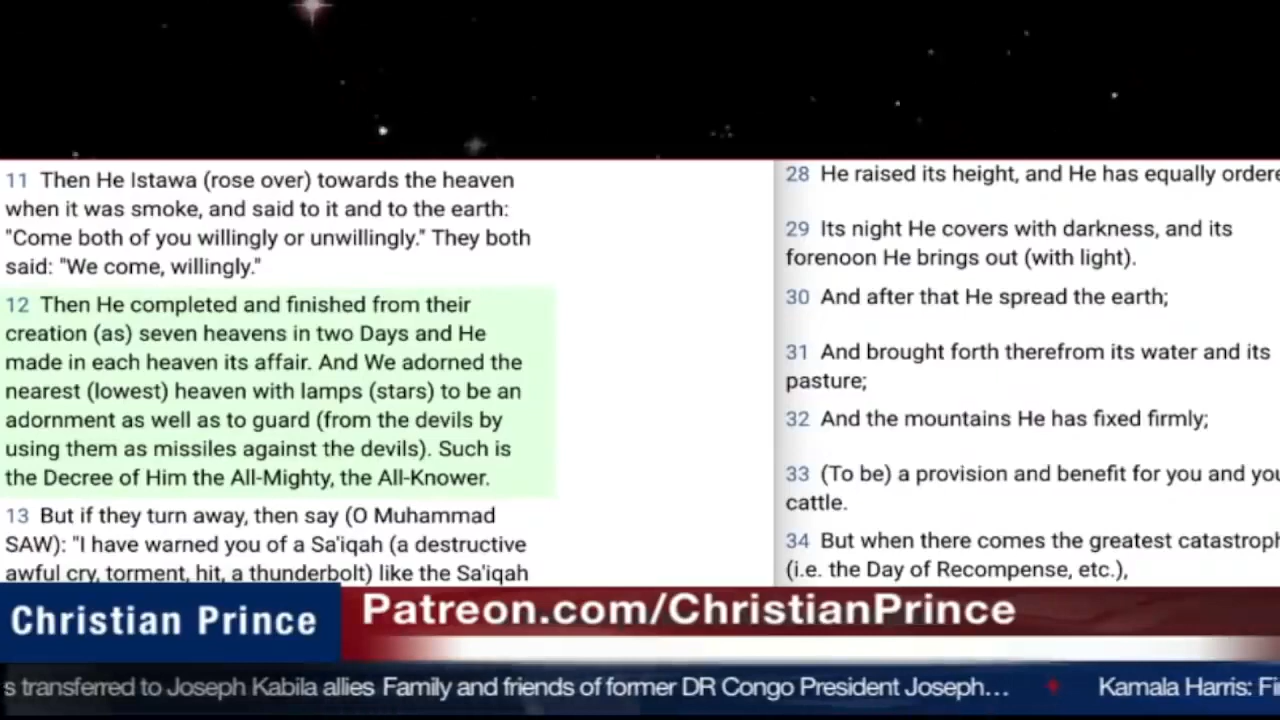 11 Then He Istawa (rose over) towards the heaven
when it was smoke, and said to it and to the earth:
"Come both of you willingly or unwillingly." They both
said: "We come, willingly."
12 Then He completed and finished from their
creation (as) seven heavens in two Days and He
made in each heaven its affair. And We adorned the
nearest (lowest) heaven with lamps (stars) to be an
adornment as well as to guard (from the devils by
using them as missiles against the devils). Such is
the Decree of Him the All-Mighty, the All-Knower.
13 But if they turn away, then say (O Muhammad
SAW): "I have warned you of a Sa'iqah (a destructive
awful cry, torment, hit, a thunderbolt) like the Sa'iqah
28 He raised its height, and He has equally ordere
29 Its night He covers with darkness, and its
forenoon He brings out (with light).
30 And after that He spread the earth;
31 And brought forth therefrom its water and its
pasture;
32 And the mountains He has fixed firmly;
33 (To be) a provision and benefit for you and you
cattle.
34 But when there comes the greatest catastroph
(i.e. the Day of Recompense, etc.),
Christian Prince
Patreon.com/ChristianPrince
s transferred to Joseph Kabila allies Family and friends of former DR Congo President Joseph... Kamala Harris: Fi